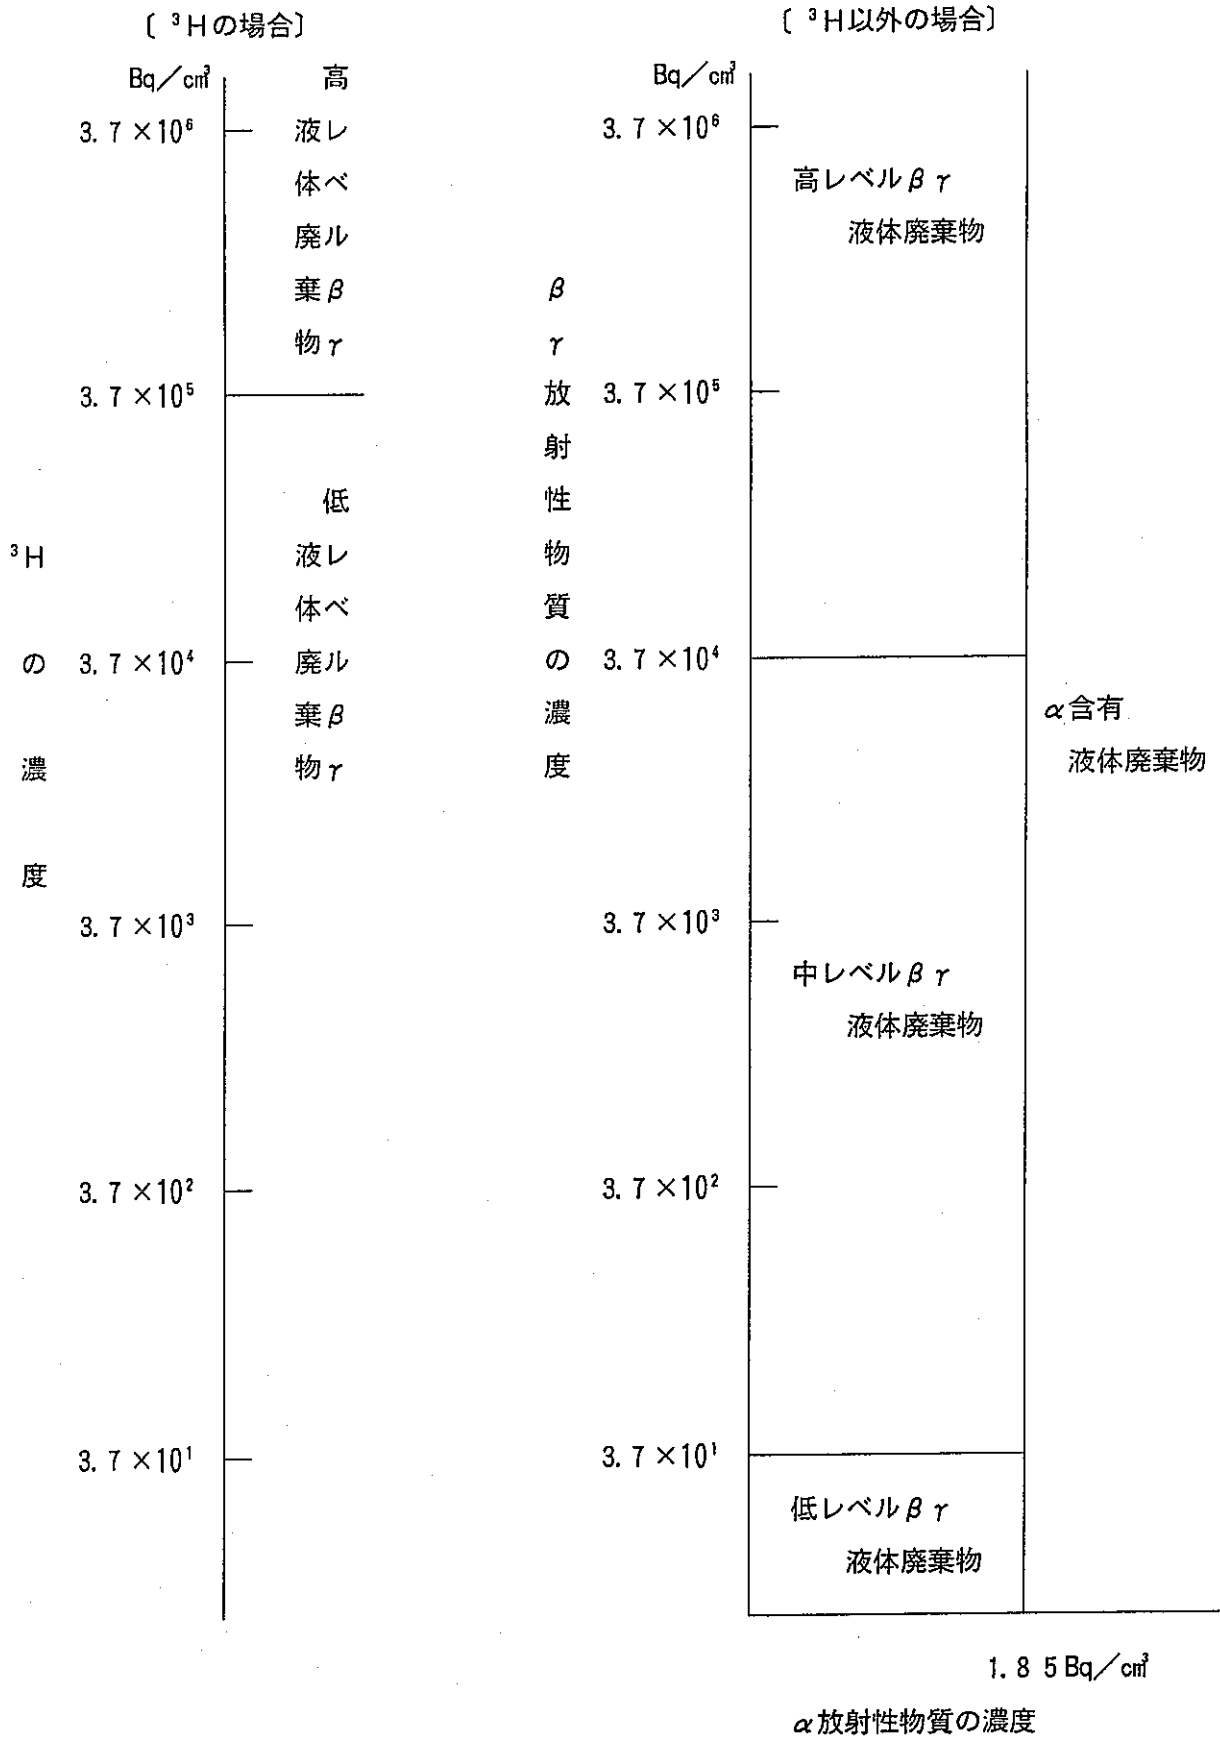 〔 ³Hの場合〕
Bq／cm³
3. 7 ×10⁶
3. 7 ×10⁵
3. 7 ×10⁴
3. 7 ×10³
3. 7 ×10²
3. 7 ×10¹
³Hの濃度
高レベルβγ
液体廃棄物
低レベルβγ
液体廃棄物
〔 ³H以外の場合〕
Bq／cm³
3. 7 ×10⁶
3. 7 ×10⁵
3. 7 ×10⁴
3. 7 ×10³
3. 7 ×10²
3. 7 ×10¹
βγ放射性物質の濃度
高レベルβγ
液体廃棄物
中レベルβγ
液体廃棄物
低レベルβγ
液体廃棄物
α含有
液体廃棄物
1. 8 5 Bq／cm³
α放射性物質の濃度